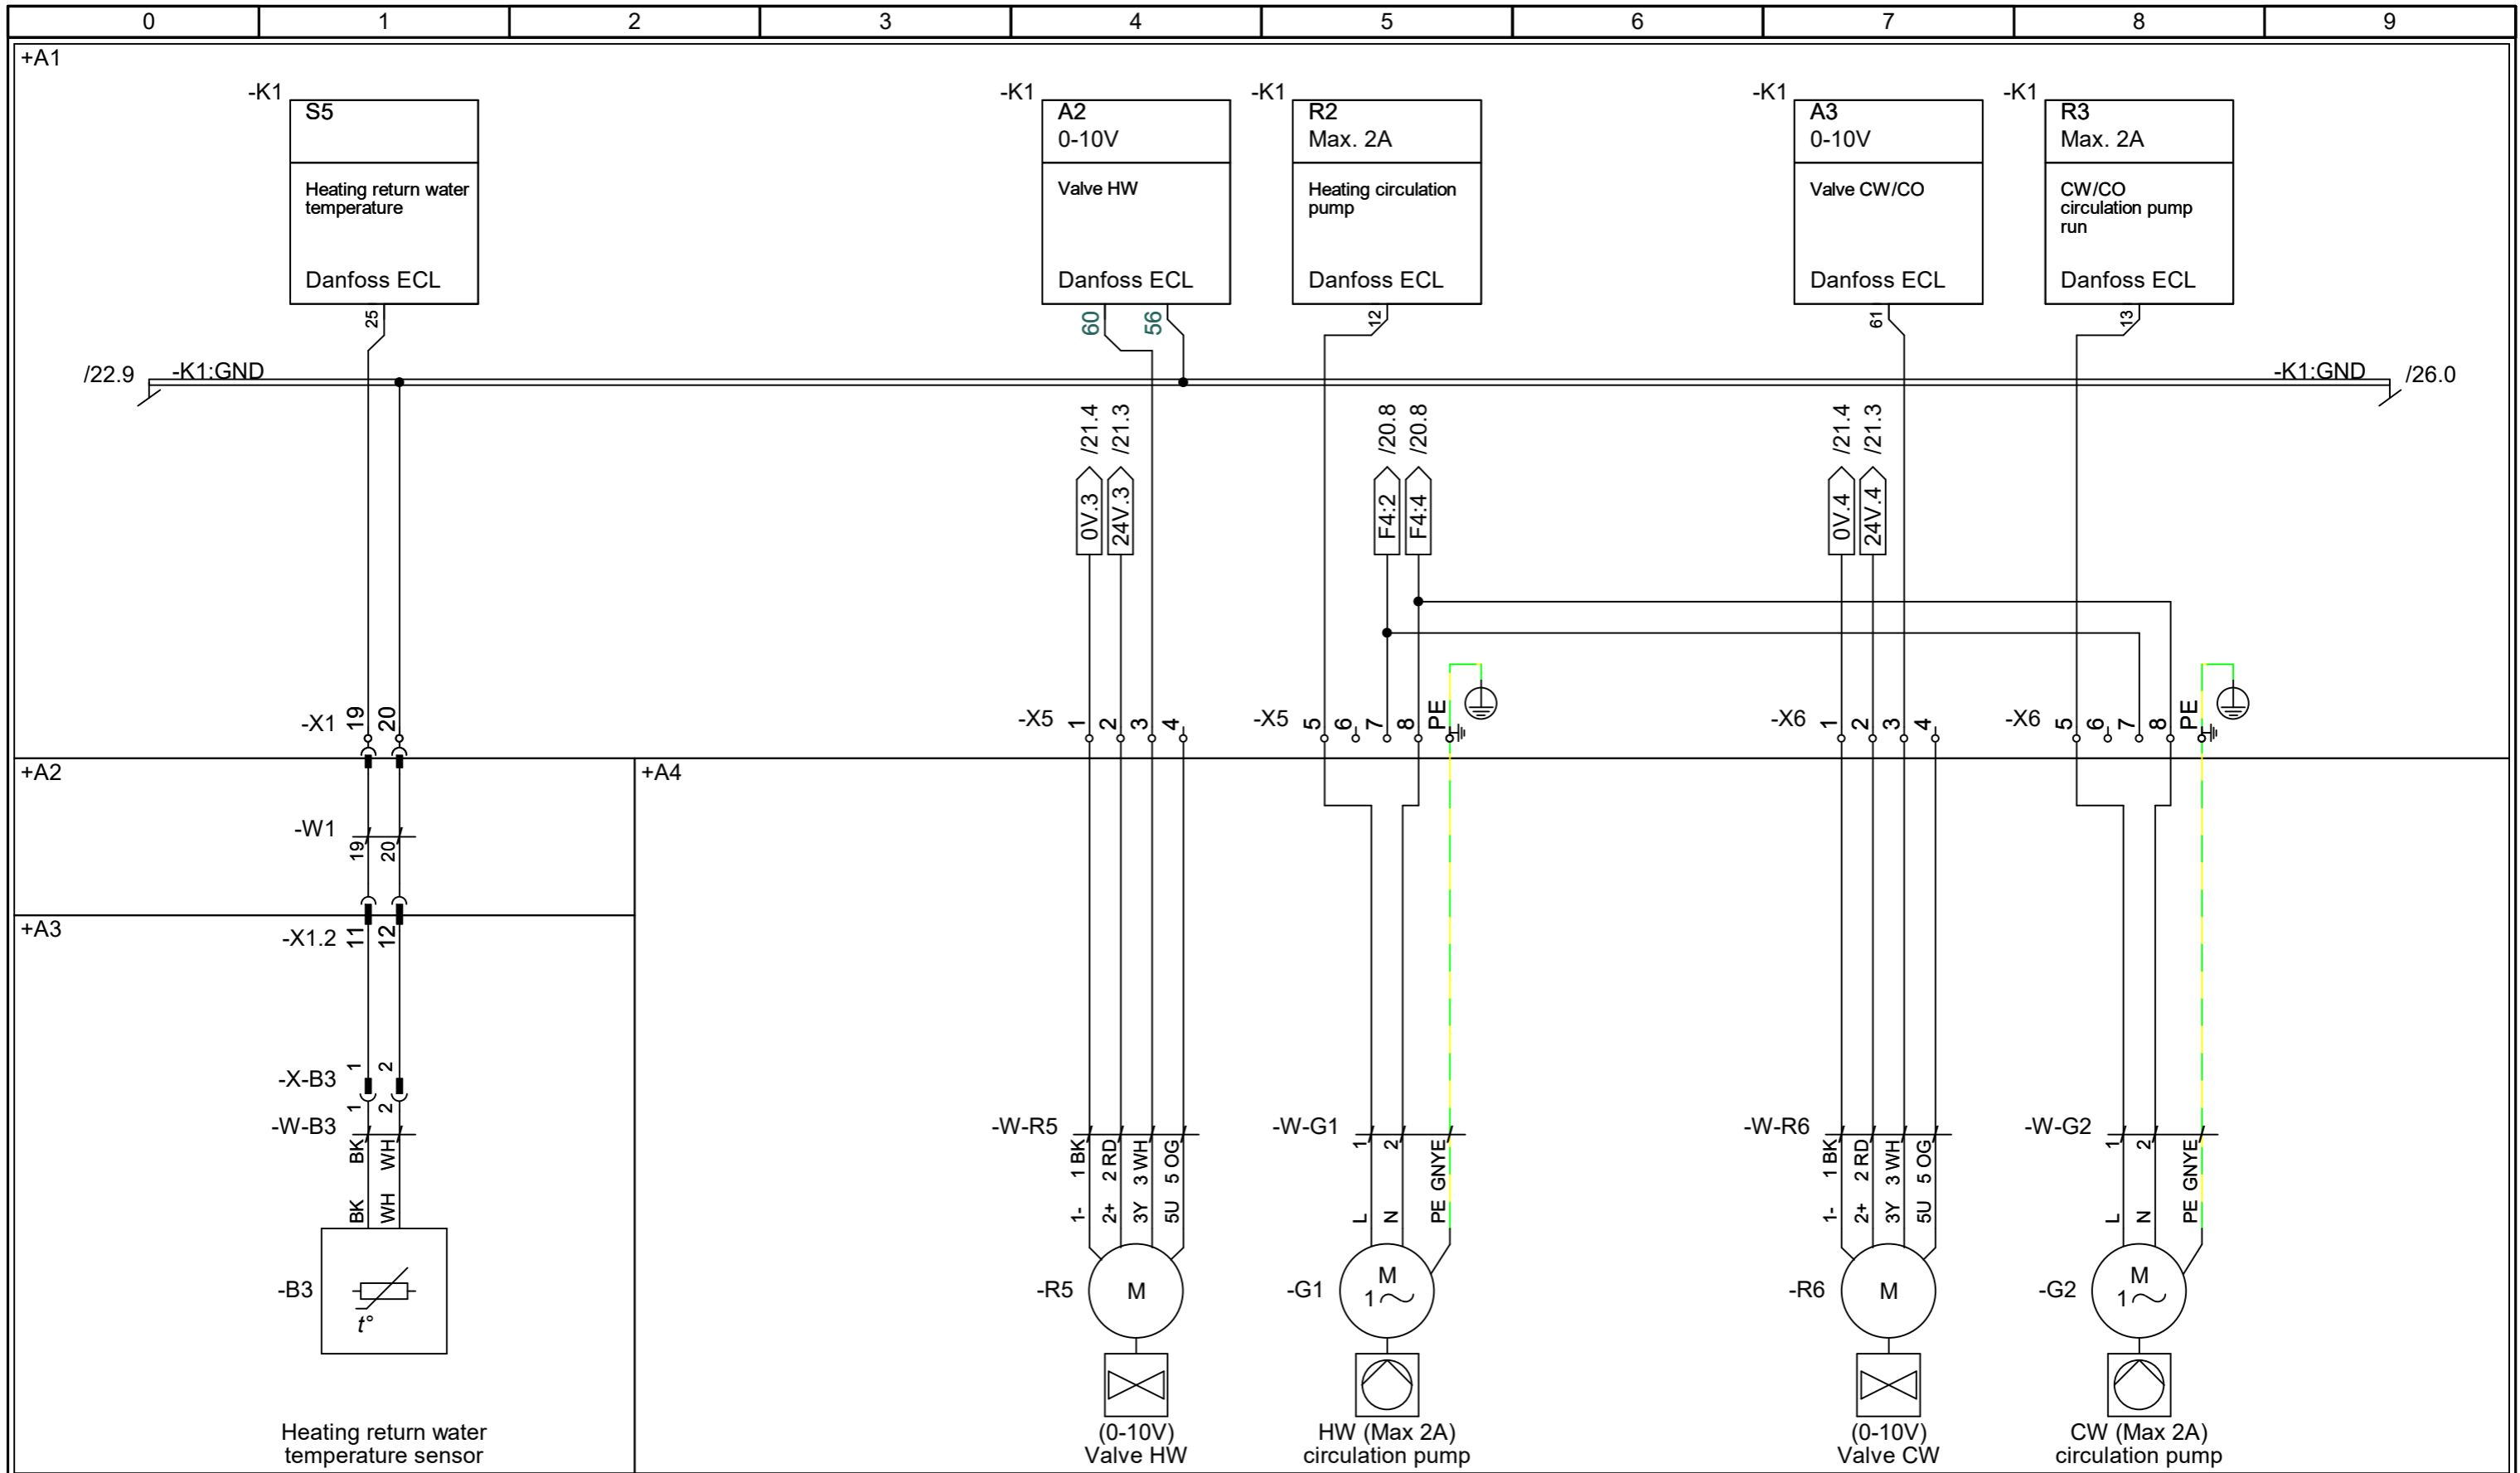 0 1 2 3 4 5 6 7 8 9
+A1
-K1
S5
Heating return water
temperature
Danfoss ECL
25
-K1
A2
0-10V
Valve HW
Danfoss ECL
60 56
-K1
R2
Max. 2A
Heating circulation
pump
Danfoss ECL
12
-K1
A3
0-10V
Valve CW/CO
Danfoss ECL
61
-K1
R3
Max. 2A
CW/CO
circulation pump
run
Danfoss ECL
13
/22.9 -K1:GND -K1:GND /26.0
/21.4 /21.3 /20.8 /20.8 /21.4 /21.3
0V.3 24V.3 F4:2 F4:4 0V.4 24V.4
-X1 19 20
-X5 1 2 3 4
-X5 5 6 7 8 PE
-X6 1 2 3 4
-X6 5 6 7 8 PE
+A2
+A4
-W1
19 20
+A3
-X1.2 11 12
-X-B3 1 2
1 2
-W-B3
BK WH
BK WH
-B3
t°
Heating return water
temperature sensor
-W-R5
1 BK 2 RD 3 WH 5 OG
1- 2+ 3Y 5U
-R5
M
(0-10V)
Valve HW
-W-G1
1 2 GNYE
L N PE
-G1
M
1
HW (Max 2A)
circulation pump
-W-R6
1 BK 2 RD 3 WH 5 OG
1- 2+ 3Y 5U
-R6
M
(0-10V)
Valve CW
-W-G2
1 2 GNYE
L N PE
-G2
M
1
CW (Max 2A)
circulation pump